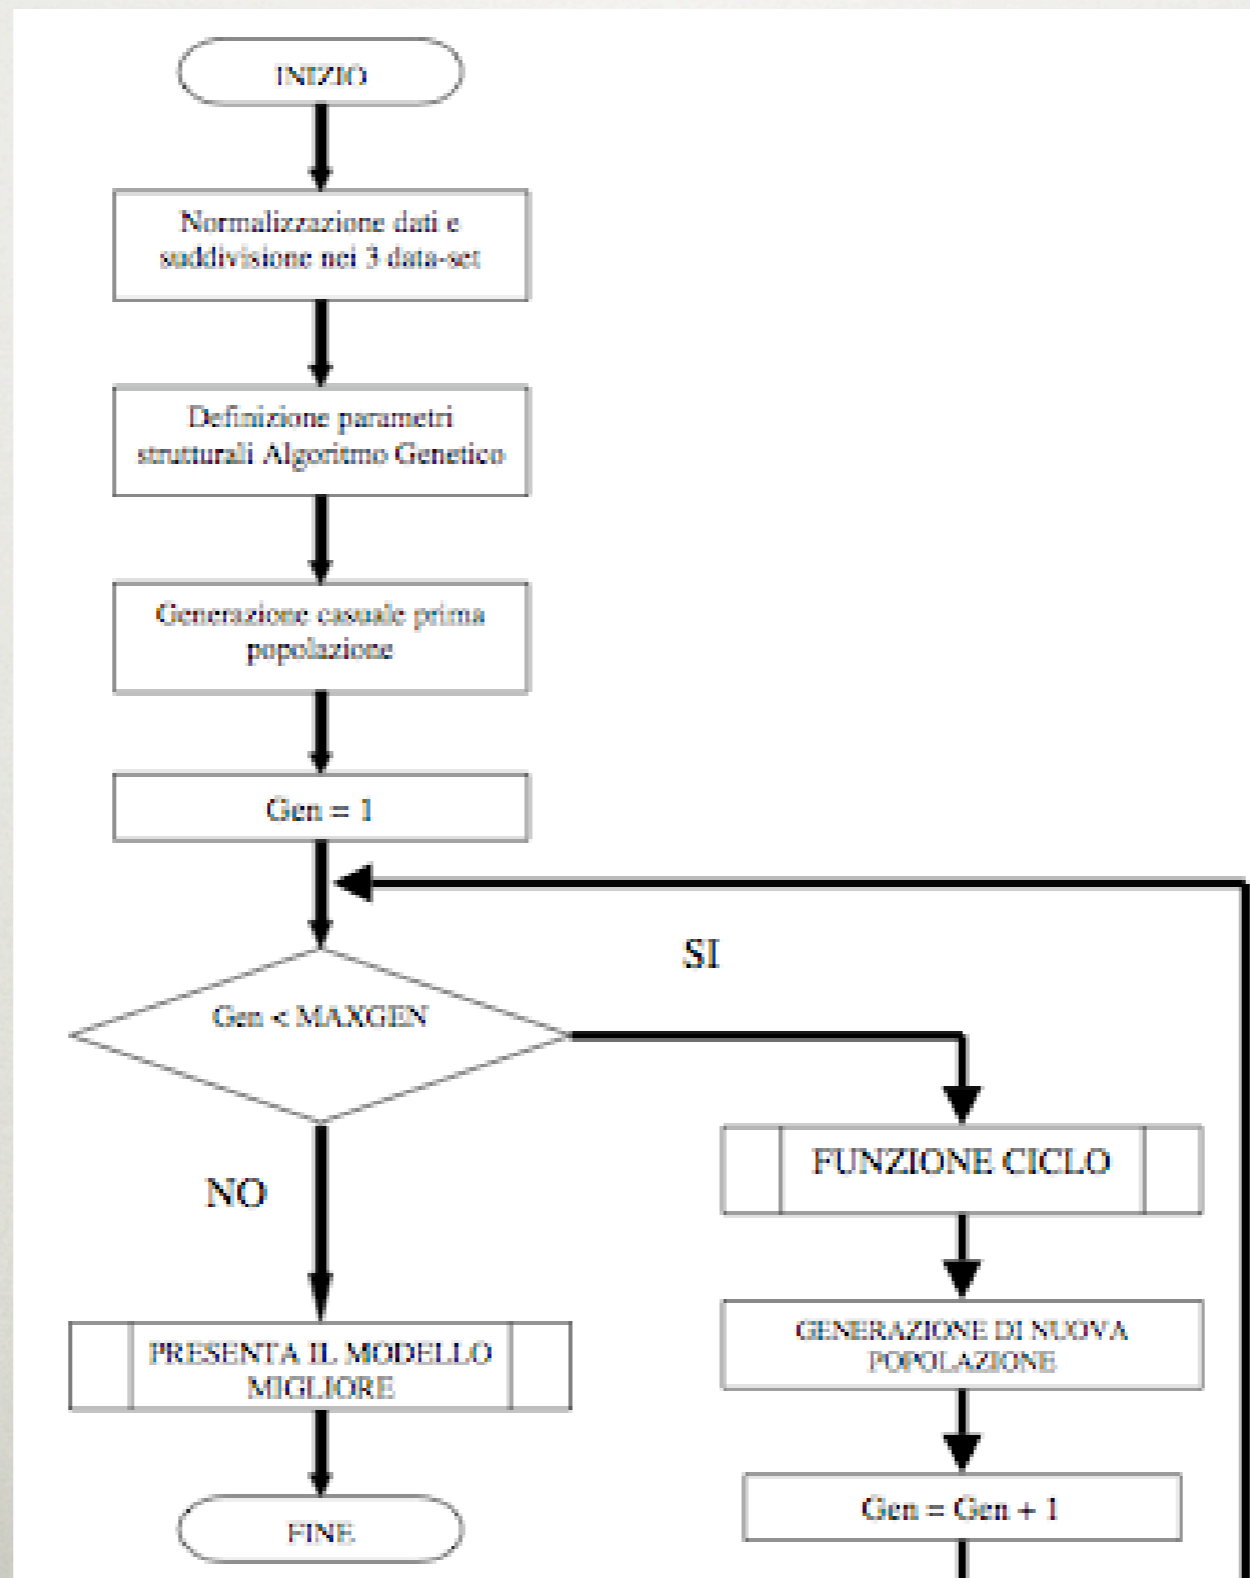 INIZIO
Normalizzazione dati e
suddivisione nei 3 data-set
Definizione parametri
strutturali Algoritmo Genetico
Generazione casuale prima
popolazione
Gen = 1
SI
Gen < MAXGEN
NO
FUNZIONE CICLO
GENERAZIONE DI NUOVA
POPOLAZIONE
Gen = Gen + 1
PRESENTA IL MODELLO
MIGLIORE
FINE